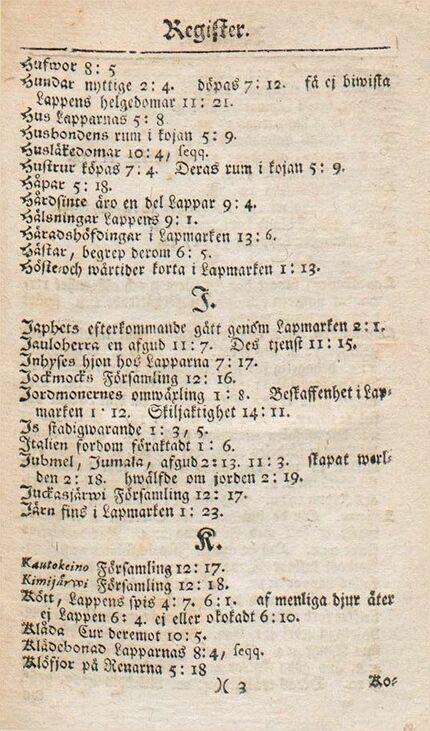 Register.
Hufwor 8: 5
Hundar nyttige 2: 4. döpas 7: 12. få ej biwista
Lappens helgedomar 11: 21.
Hus Lapparnas 5: 8
Husbondens rum i kojan 5: 9.
Husläkedomar 10: 4, seqq.
Hustrur köpas 7: 4. Deras rum i kojan 5: 9.
Håpar 5: 18.
Hårdsinte äro en del Lappar 9: 4.
Hälsningar Lappens 9: 1.
Häradshöfdingar i Lapmarken 13: 6.
Hästar, begrep derom 6: 5.
Höste-och wårtider korta i Lapmarken 1: 13.
J.
Japhets efterkommande gått genom Lapmarken 2: 1.
Jauloherra en afgud 11: 7. Des tjenst 11: 15.
Inhyses hjon hos Lapparna 7: 17.
Jockmocks Församling 12: 16.
Jordmonernes omwäxling 1: 8. Beskaffenhet i Lap-
marken 1: 12. Skiljaktighet 14: 11.
Is stadigwarande 1: 3, 5.
Italien fordom föraktadt 1: 6.
Jubmel, Jumala, afgud 2: 13. 11: 3. skapat werl-
den 2: 18. hwälfde om jorden 2: 19.
Juckasjärwi Församling 12: 17.
Järn fins i Lapmarken 1: 23.
K.
Kautokeino Församling 12: 17.
Kimijärwi Församling 12: 18.
Kött, Lappens spis 4: 7. 6: 1. af menliga djur äter
ej Lappen 6: 4. ej eller okokadt 6: 10.
Klåda Cur deremot 10: 5.
Klädebonad Lapparnas 8: 4, seqq.
Klöfjor på Renarna 5: 18
)( 3 Ko-